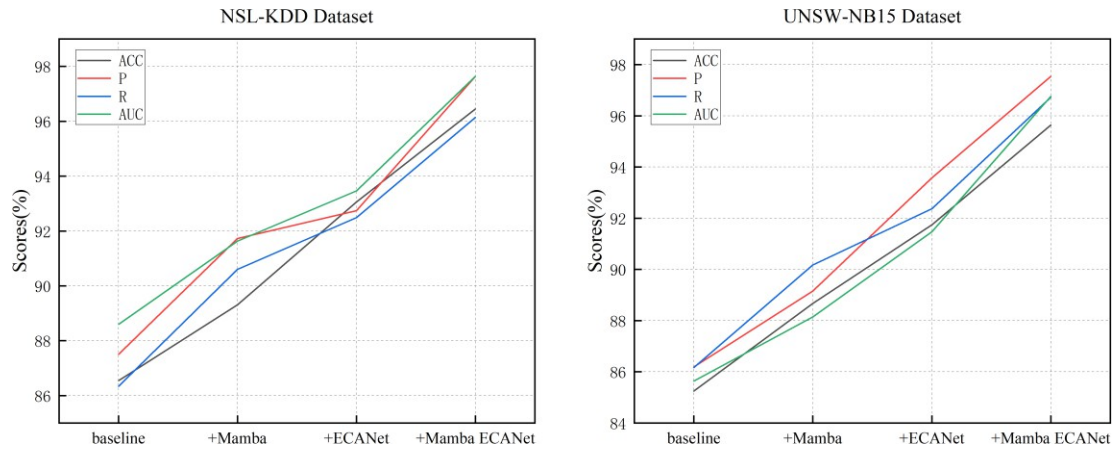 NSL-KDD Dataset
ACC
P
R
AUC
98
96
94
92
90
88
86
Scores(%)
baseline
+Mamba
+ECANet
+Mamba ECANet
UNSW-NB15 Dataset
ACC
P
R
AUC
98
96
94
92
90
88
86
84
Scores(%)
baseline
+Mamba
+ECANet
+Mamba ECANet